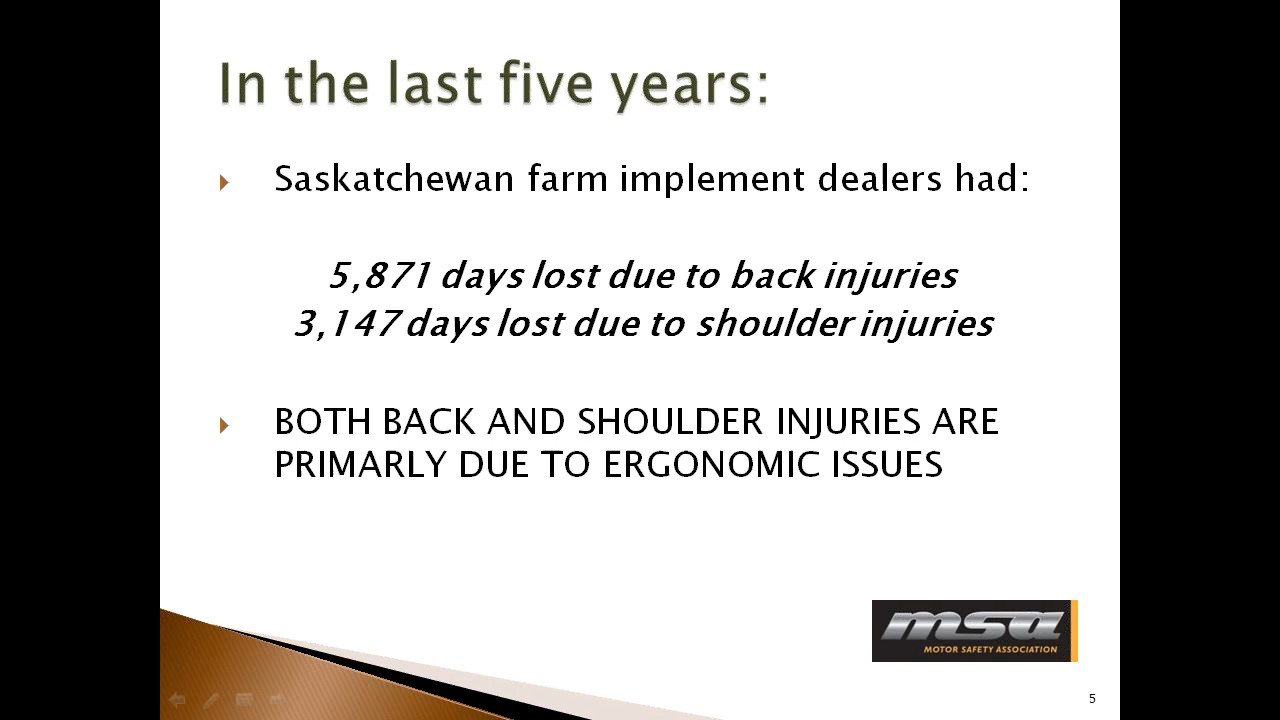 In the last five years:
Saskatchewan farm implement dealers had:
5,871 days lost due to back injuries
3,147 days lost due to shoulder injuries
BOTH BACK AND SHOULDER INJURIES ARE
PRIMARLY DUE TO ERGONOMIC ISSUES
msa
MOTOR SAFETY ASSOCIATION
5